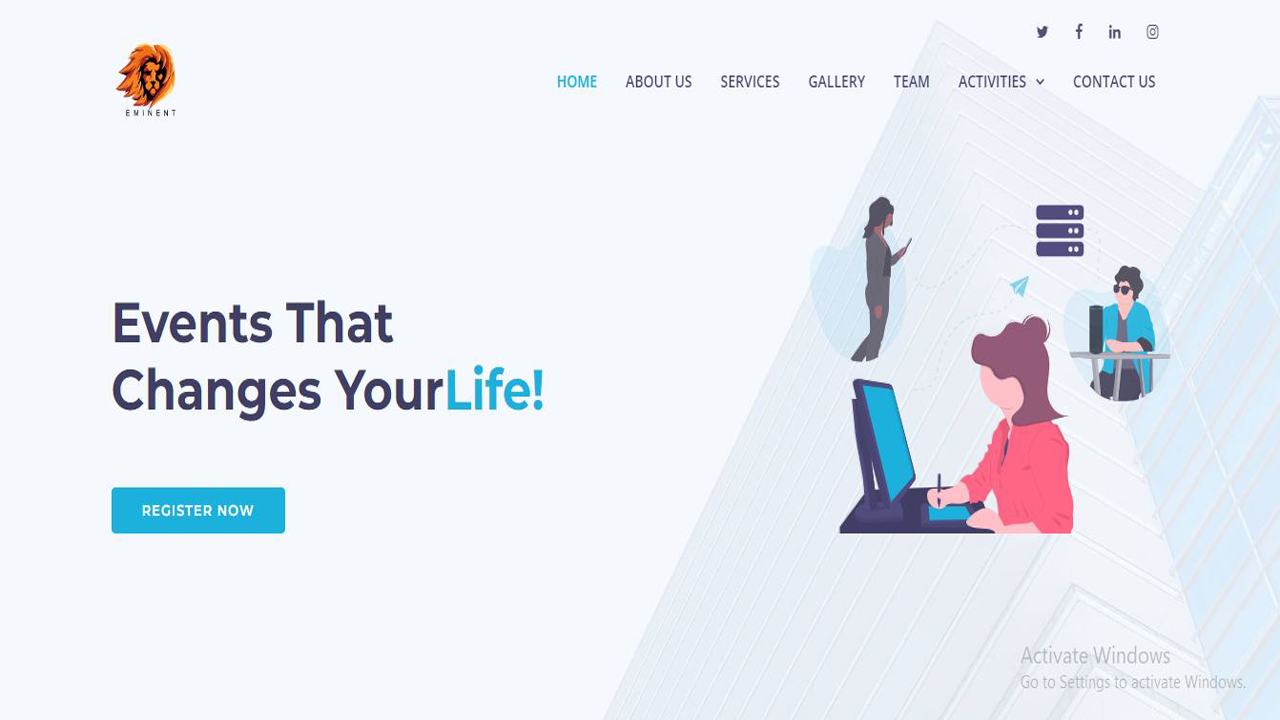 EMINENT
HOME ABOUT US SERVICES GALLERY TEAM ACTIVITIES CONTACT US
Events That
Changes YourLife!
REGISTER NOW
Activate Windows
Go to Settings to activate Windows.